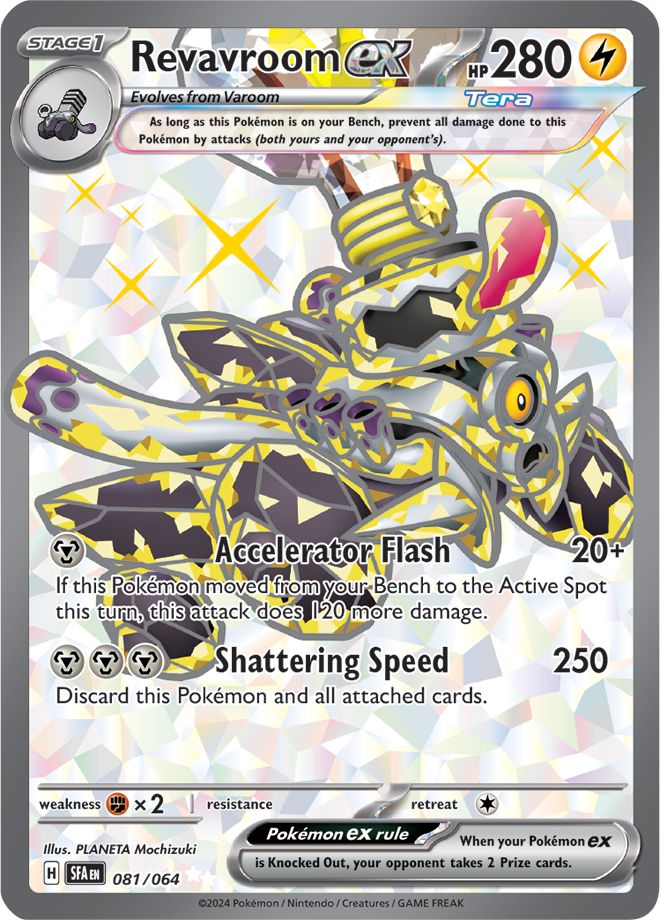 STAGE1
Revavroom ex HP 280
Evolves from Varoom
Tera
As long as this Pokémon is on your Bench, prevent all damage done to this
Pokémon by attacks (both yours and your opponent's).
Accelerator Flash 20+
If this Pokémon moved from your Bench to the Active Spot
this turn, this attack does 120 more damage.
Shattering Speed 250
Discard this Pokémon and all attached cards.
weakness ×2 resistance retreat
Illus. PLANETA Mochizuki
Pokémon ex rule When your Pokémon ex
is Knocked Out, your opponent takes 2 Prize cards.
H SFA EN 081/064
©2024 Pokémon / Nintendo / Creatures / GAME FREAK